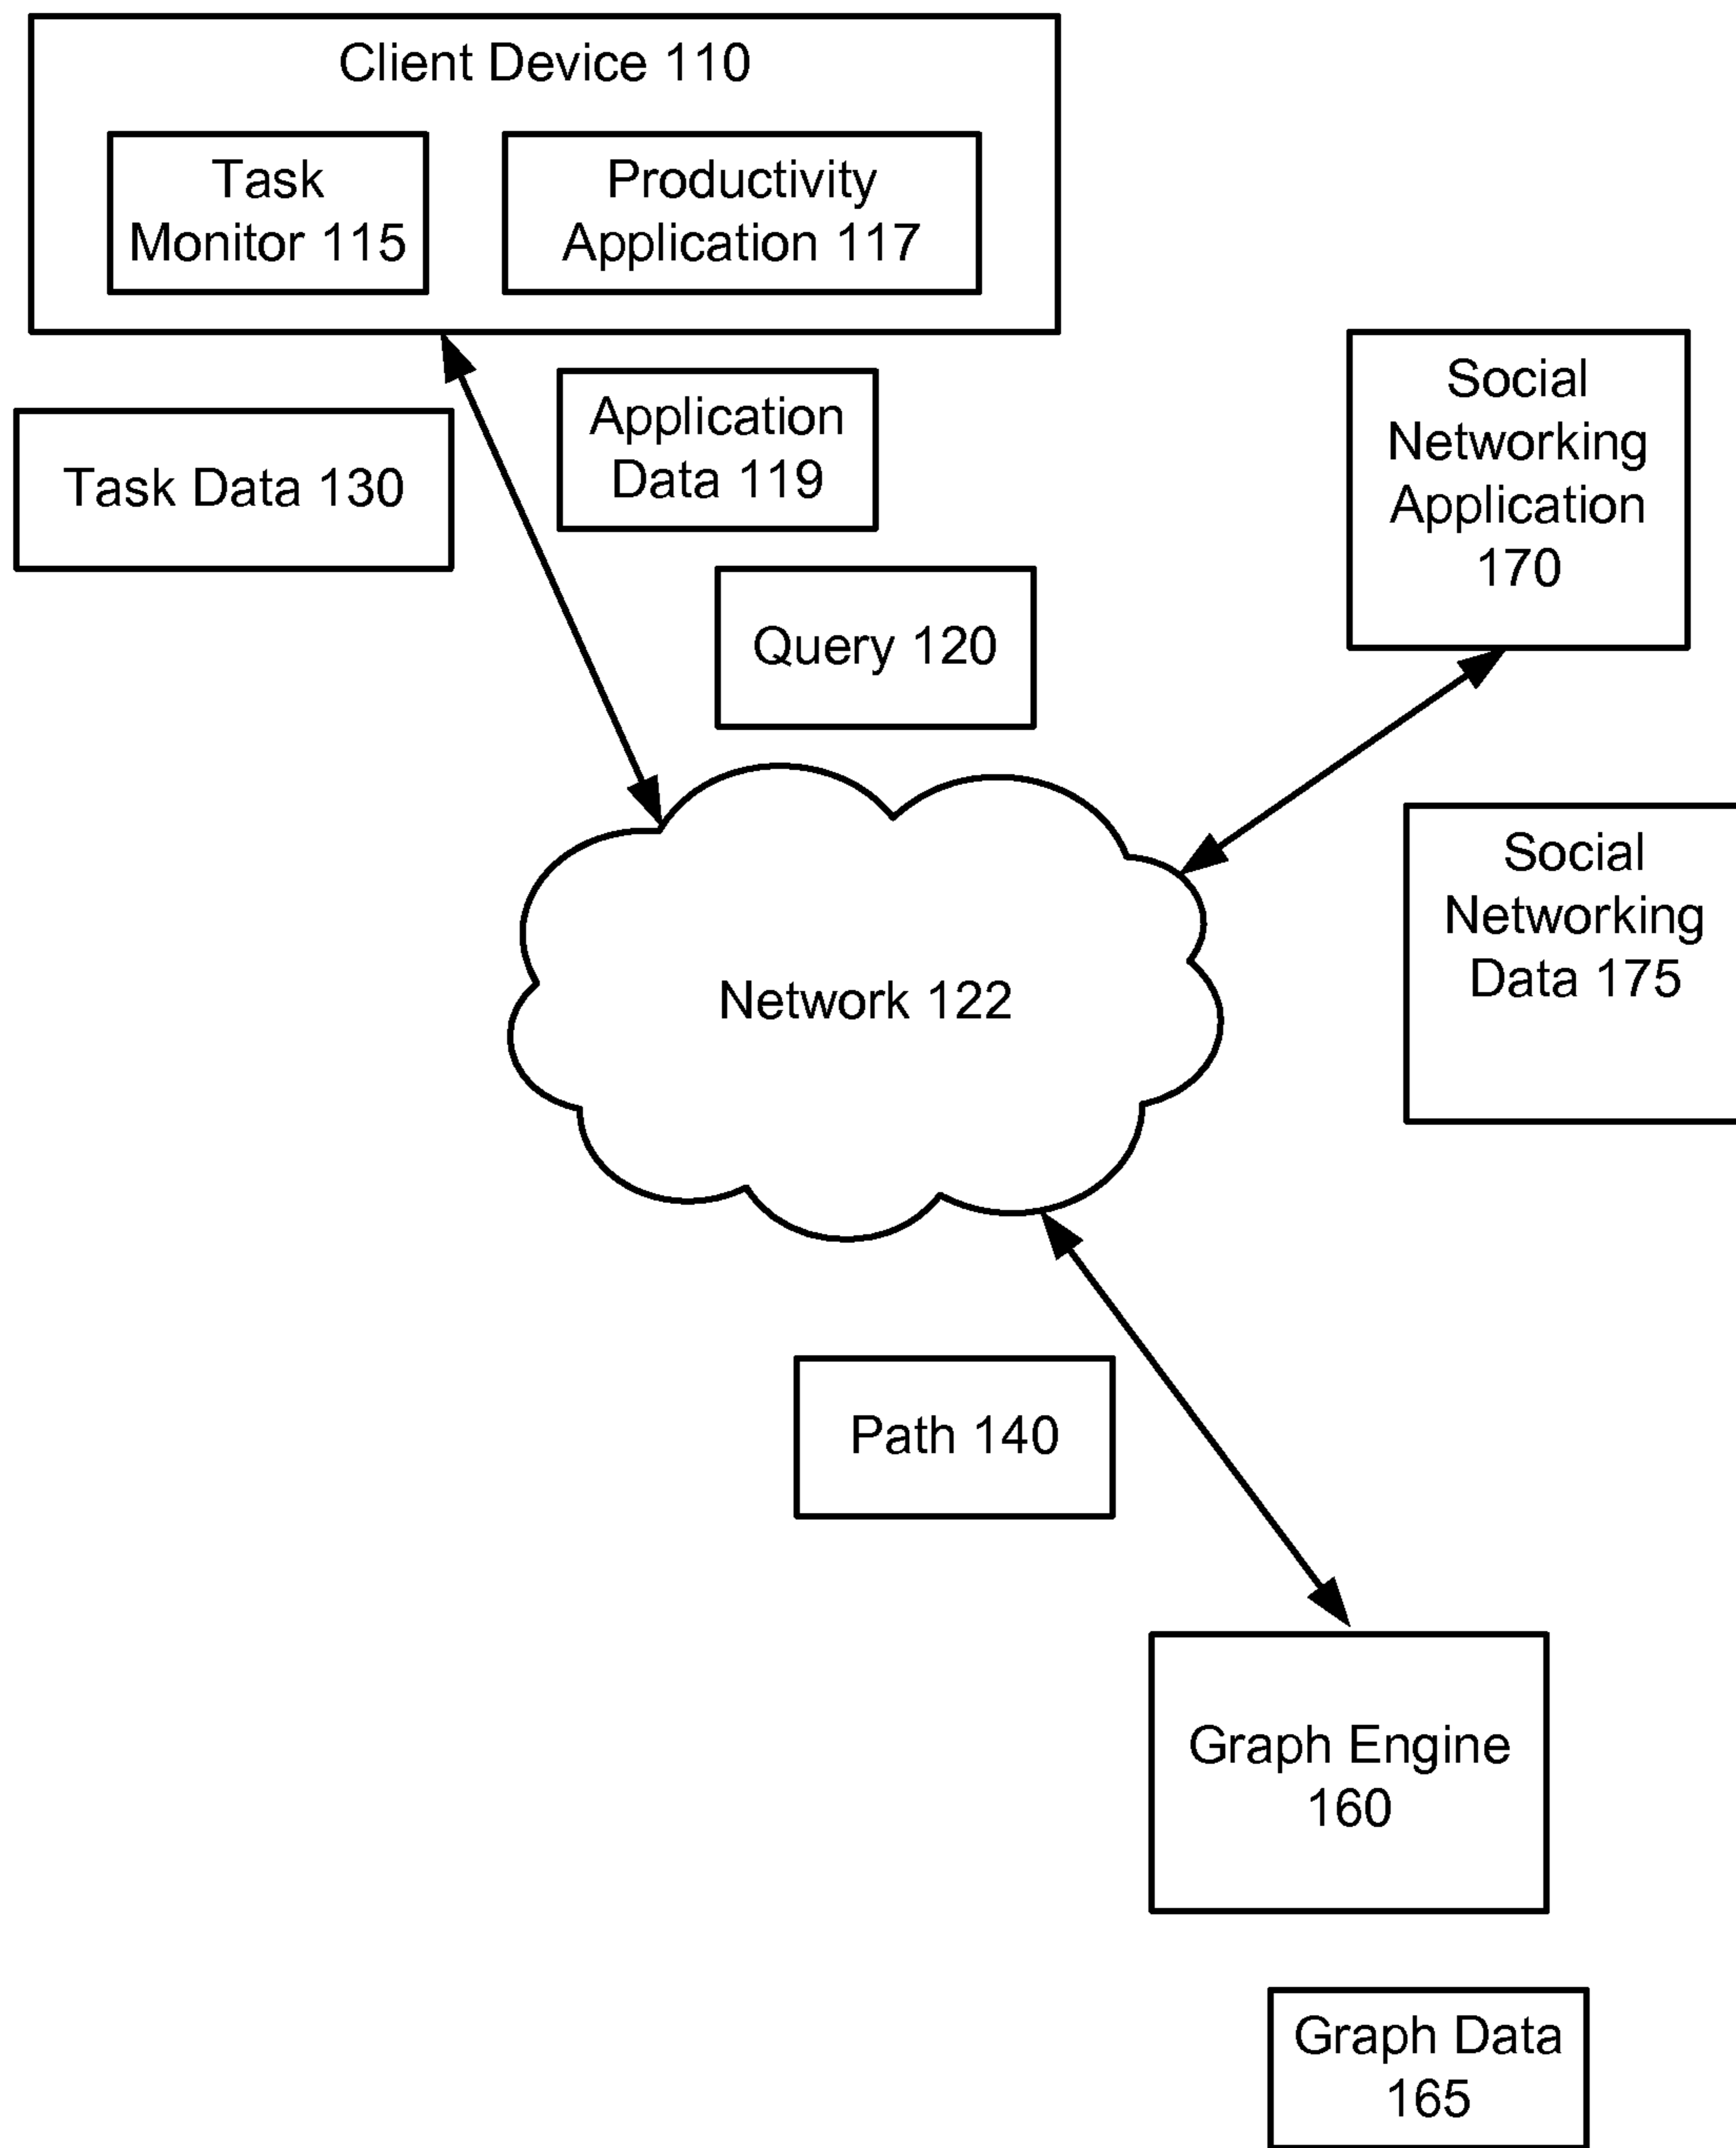 Client Device 110
Task
Monitor 115
Productivity
Application 117
Application
Data 119
Task Data 130
Social
Networking
Application
170
Query 120
Social
Networking
Data 175
Network 122
Path 140
Graph Engine
160
Graph Data
165